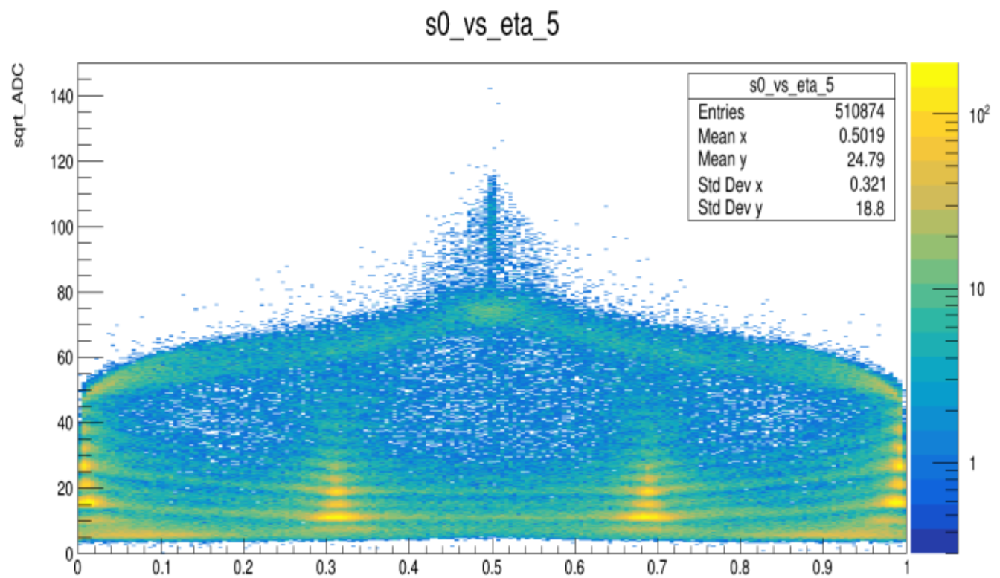 s0_vs_eta_5
sqrt_ADC
s0_vs_eta_5
Entries 510874
Mean x 0.5019
Mean y 24.79
Std Dev x 0.321
Std Dev y 18.8
140
120
100
80
60
40
20
0
0 0.1 0.2 0.3 0.4 0.5 0.6 0.7 0.8 0.9 1
10²
10
1